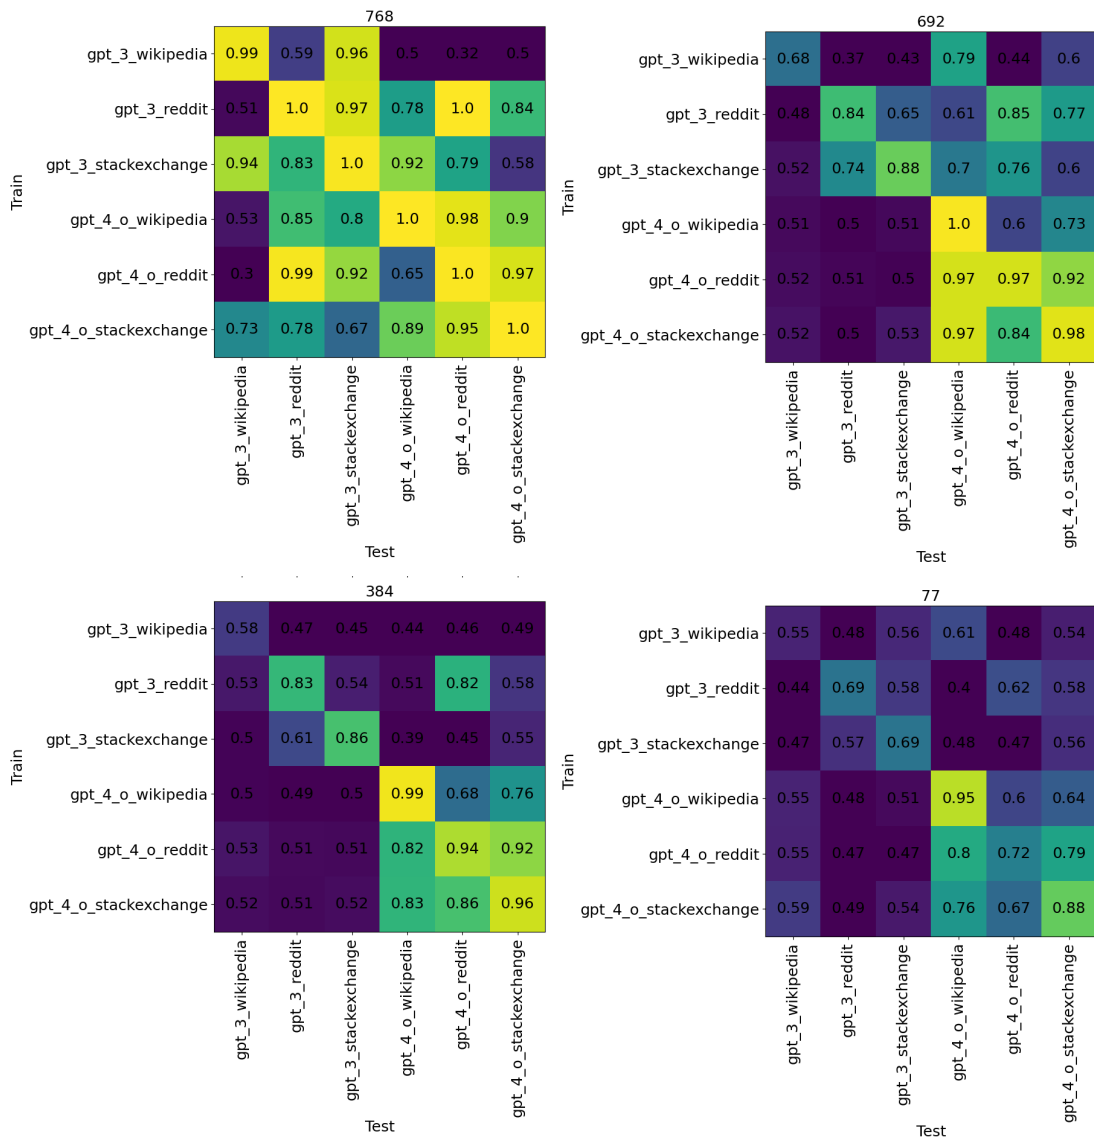 768
Train
gpt_3_wikipedia 0.99 0.59 0.96 0.5 0.32 0.5
gpt_3_reddit 0.51 1.0 0.97 0.78 1.0 0.84
gpt_3_stackexchange 0.94 0.83 1.0 0.92 0.79 0.58
gpt_4_o_wikipedia 0.53 0.85 0.8 1.0 0.98 0.9
gpt_4_o_reddit 0.3 0.99 0.92 0.65 1.0 0.97
gpt_4_o_stackexchange 0.73 0.78 0.67 0.89 0.95 1.0
gpt_3_wikipedia
gpt_3_reddit
gpt_3_stackexchange
gpt_4_o_wikipedia
gpt_4_o_reddit
gpt_4_o_stackexchange
Test
692
Train
gpt_3_wikipedia 0.68 0.37 0.43 0.79 0.44 0.6
gpt_3_reddit 0.48 0.84 0.65 0.61 0.85 0.77
gpt_3_stackexchange 0.52 0.74 0.88 0.7 0.76 0.6
gpt_4_o_wikipedia 0.51 0.5 0.51 1.0 0.6 0.73
gpt_4_o_reddit 0.52 0.51 0.5 0.97 0.97 0.92
gpt_4_o_stackexchange 0.52 0.5 0.53 0.97 0.84 0.98
gpt_3_wikipedia
gpt_3_reddit
gpt_3_stackexchange
gpt_4_o_wikipedia
gpt_4_o_reddit
gpt_4_o_stackexchange
Test
384
Train
gpt_3_wikipedia 0.58 0.47 0.45 0.44 0.46 0.49
gpt_3_reddit 0.53 0.83 0.54 0.51 0.82 0.58
gpt_3_stackexchange 0.5 0.61 0.86 0.39 0.45 0.55
gpt_4_o_wikipedia 0.5 0.49 0.5 0.99 0.68 0.76
gpt_4_o_reddit 0.53 0.51 0.51 0.82 0.94 0.92
gpt_4_o_stackexchange 0.52 0.51 0.52 0.83 0.86 0.96
gpt_3_wikipedia
gpt_3_reddit
gpt_3_stackexchange
gpt_4_o_wikipedia
gpt_4_o_reddit
gpt_4_o_stackexchange
Test
77
Train
gpt_3_wikipedia 0.55 0.48 0.56 0.61 0.48 0.54
gpt_3_reddit 0.44 0.69 0.58 0.4 0.62 0.58
gpt_3_stackexchange 0.47 0.57 0.69 0.48 0.47 0.56
gpt_4_o_wikipedia 0.55 0.48 0.51 0.95 0.6 0.64
gpt_4_o_reddit 0.55 0.47 0.47 0.8 0.72 0.79
gpt_4_o_stackexchange 0.59 0.49 0.54 0.76 0.67 0.88
gpt_3_wikipedia
gpt_3_reddit
gpt_3_stackexchange
gpt_4_o_wikipedia
gpt_4_o_reddit
gpt_4_o_stackexchange
Test